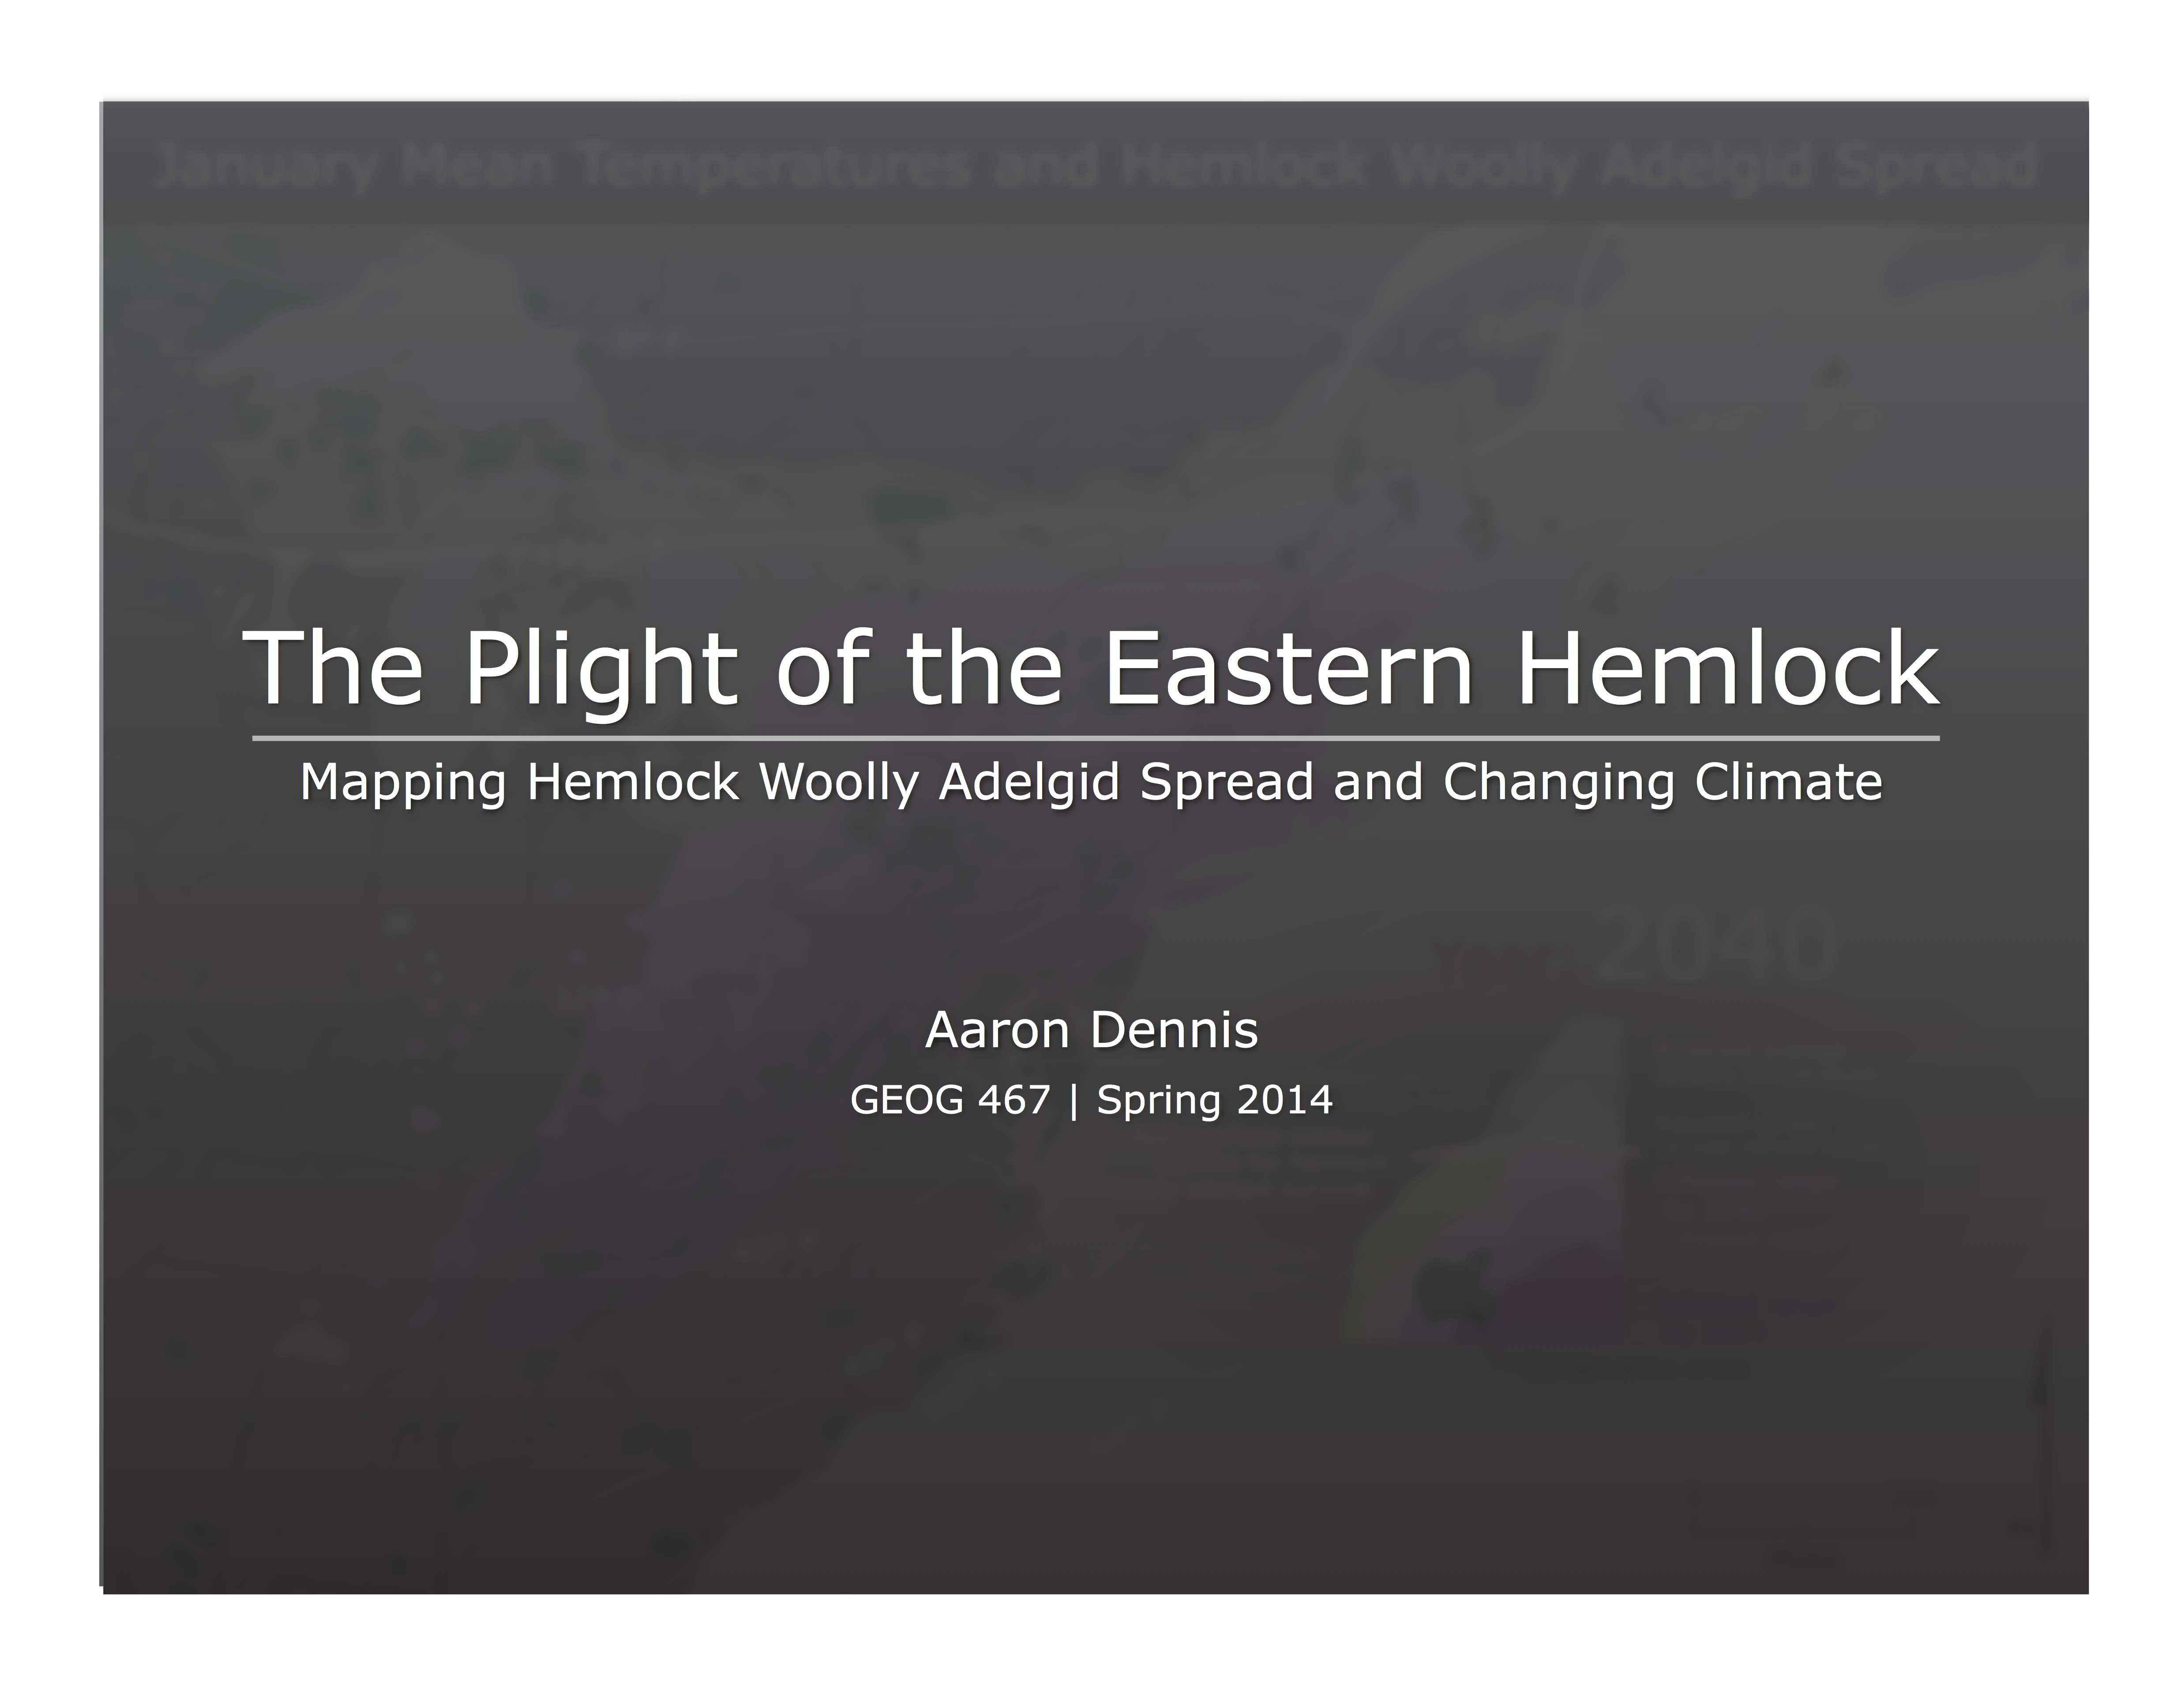 January Mean Temperatures and Hemlock Woolly Adelgid Spread
The Plight of the Eastern Hemlock
Mapping Hemlock Woolly Adelgid Spread and Changing Climate
Year: 2040
Aaron Dennis
GEOG 467 | Spring 2014